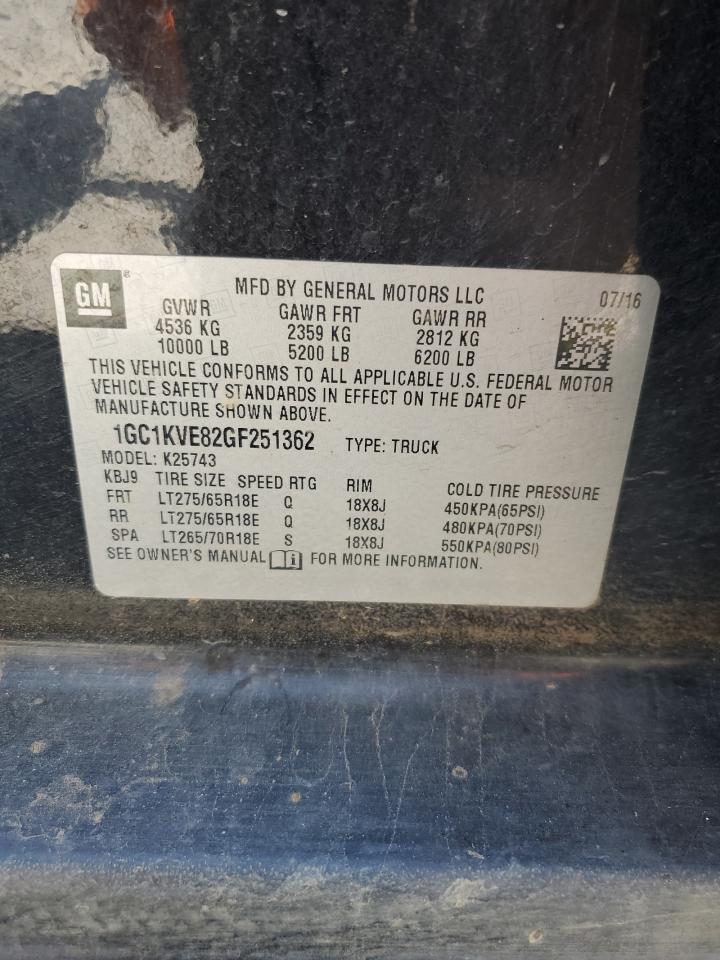 GM
MFD BY GENERAL MOTORS LLC
07/16
GVWR GAWR FRT GAWR RR
4536 KG 2359 KG 2812 KG
10000 LB 5200 LB 6200 LB
THIS VEHICLE CONFORMS TO ALL APPLICABLE U.S. FEDERAL MOTOR
VEHICLE SAFETY STANDARDS IN EFFECT ON THE DATE OF
MANUFACTURE SHOWN ABOVE.
1GC1KVE82GF251362 TYPE: TRUCK
MODEL: K25743
KBJ9 TIRE SIZE SPEED RTG RIM COLD TIRE PRESSURE
FRT LT275/65R18E Q 18X8J 450KPA(65PSI)
RR LT275/65R18E Q 18X8J 480KPA(70PSI)
SPA LT265/70R18E S 18X8J 550KPA(80PSI)
SEE OWNER'S MANUAL FOR MORE INFORMATION.